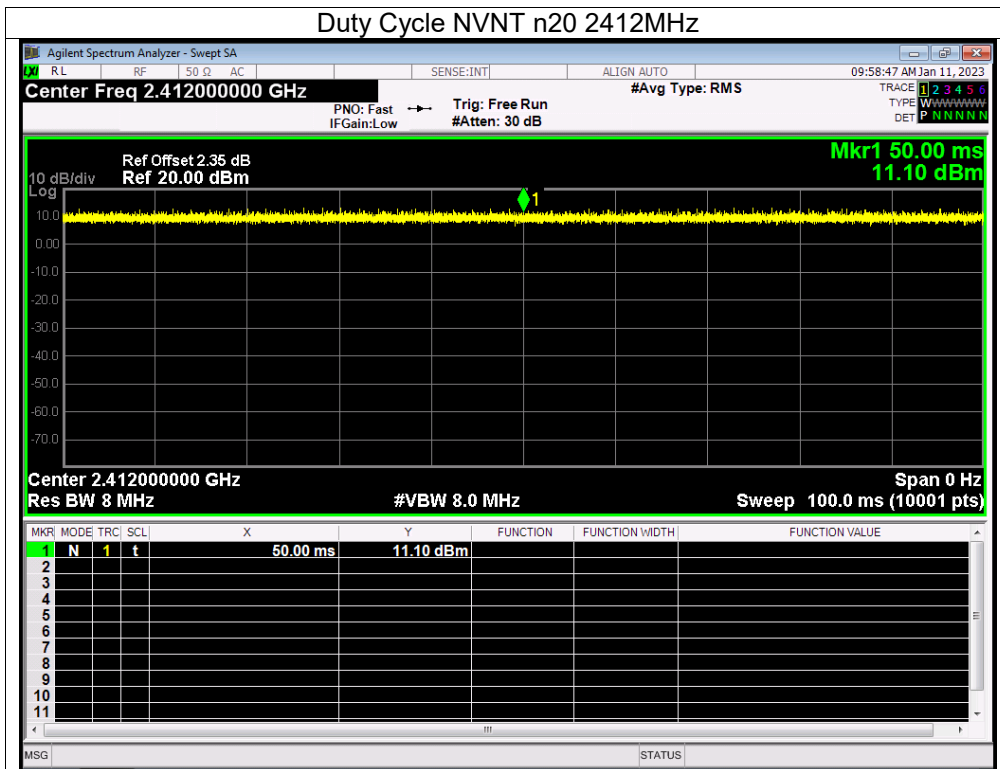 Duty Cycle NVNT n20 2412MHz
Agilent Spectrum Analyzer - Swept SA
LXI RL RF 50 Ω AC SENSE:INT ALIGN AUTO 09:58:47 AM Jan 11, 2023
Center Freq 2.412000000 GHz #Avg Type: RMS TRACE 1 2 3 4 5 6
PNO: Fast Trig: Free Run TYPE WWWWWW
IFGain:Low #Atten: 30 dB DET P N N N N N
Mkr1 50.00 ms
Ref Offset 2.35 dB
10 dB/div Ref 20.00 dBm 11.10 dBm
Log
1
10.0
0.00
-10.0
-20.0
-30.0
-40.0
-50.0
-60.0
-70.0
Center 2.412000000 GHz Span 0 Hz
Res BW 8 MHz #VBW 8.0 MHz Sweep 100.0 ms (10001 pts)
MKR MODE TRC SCL X Y FUNCTION FUNCTION WIDTH FUNCTION VALUE
1 N 1 t 50.00 ms 11.10 dBm
2
3
4
5
6
7
8
9
10
11
MSG STATUS